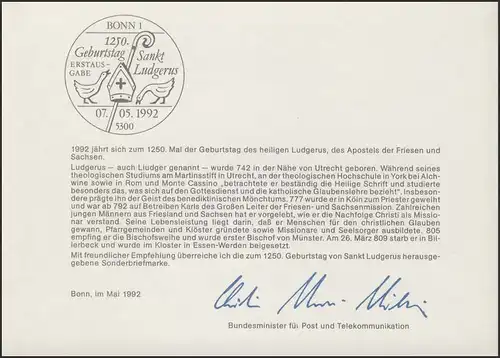 BONN 1
1250.
Geburtstag Sankt
ERSTAUS- Ludgerus
GABE
07. 05.1992
5300
1992 jährt sich zum 1250. Mal der Geburtstag des heiligen Ludgerus, des Apostels der Friesen und
Sachsen.
Ludgerus – auch Liudger genannt – wurde 742 in der Nähe von Utrecht geboren. Während seines
theologischen Studiums am Martinsstift in Utrecht, an der theologischen Hochschule in York bei Alch-
wine sowie in Rom und Monte Cassino „betrachtete er beständig die Heilige Schrift und studierte
besonders das, was sich auf den Gottesdienst und die katholische Glaubenslehre bezieht". Insbeson-
dere prägte ihn der Geist des benediktinischen Mönchtums. 777 wurde er in Köln zum Priester geweiht
und war ab 792 auf Betreiben Karls des Großen Leiter der Friesen- und Sachsenmission. Zahlreichen
jungen Männern aus Friesland und Sachsen hat er vorgelebt, wie er die Nachfolge Christi als Missio-
nar verstand. Seine Lebensleistung liegt darin, daß er Menschen für den christlichen Glauben
gewann, Pfarrgemeinden und Klöster gründete sowie Missionare und Seelsorger ausbildete. 805
empfing er die Bischofsweihe und wurde erster Bischof von Münster. Am 26. März 809 starb er in Bil-
lerbeck und wurde im Kloster in Essen-Werden beigesetzt.
Mit freundlicher Empfehlung überreiche ich die zum 1250. Geburtstag von Sankt Ludgerus herausge-
gebene Sonderbriefmarke.
Bonn, im Mai 1992
Bundesminister für Post und Telekommunikation